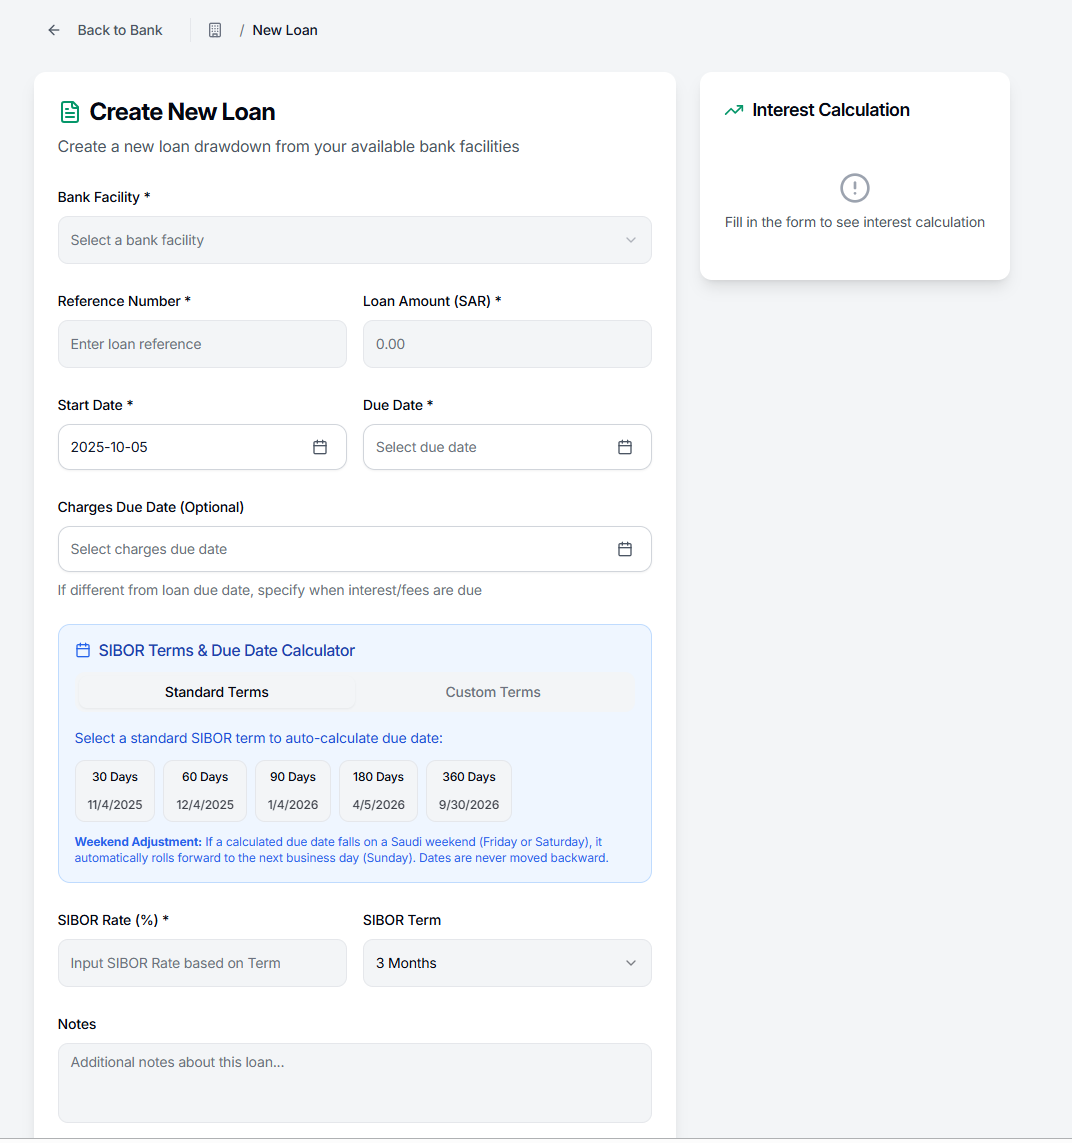 Back to Bank / New Loan
Create New Loan
Create a new loan drawdown from your available bank facilities
Bank Facility *
Select a bank facility
Reference Number * Loan Amount (SAR) *
Enter loan reference 0.00
Start Date * Due Date *
2025-10-05 Select due date
Charges Due Date (Optional)
Select charges due date
If different from loan due date, specify when interest/fees are due
SIBOR Terms & Due Date Calculator
Standard Terms Custom Terms
Select a standard SIBOR term to auto-calculate due date:
30 Days 60 Days 90 Days 180 Days 360 Days
11/4/2025 12/4/2025 1/4/2026 4/5/2026 9/30/2026
Weekend Adjustment: If a calculated due date falls on a Saudi weekend (Friday or Saturday), it
automatically rolls forward to the next business day (Sunday). Dates are never moved backward.
SIBOR Rate (%) * SIBOR Term
Input SIBOR Rate based on Term 3 Months
Notes
Additional notes about this loan...
Interest Calculation
Fill in the form to see interest calculation